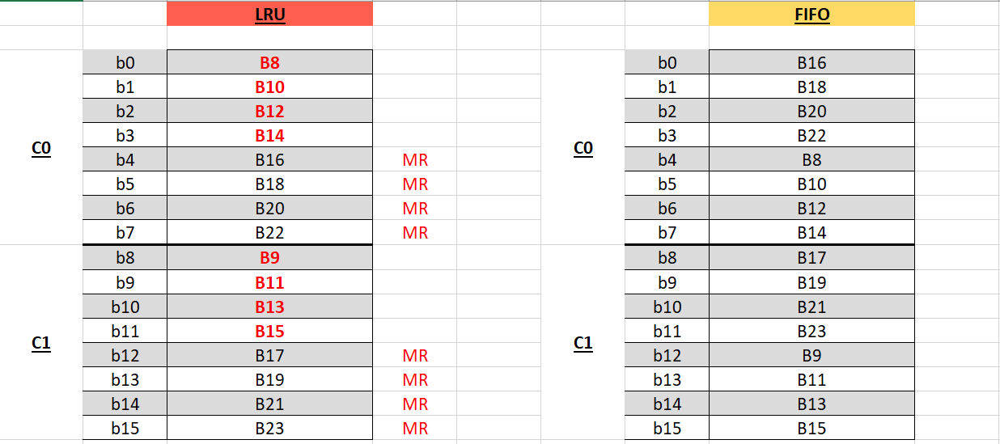 LRU FIFO
b0 B8 b0 B16
b1 B10 b1 B18
b2 B12 b2 B20
b3 B14 b3 B22
C0 C0
b4 B16 MR b4 B8
b5 B18 MR b5 B10
b6 B20 MR b6 B12
b7 B22 MR b7 B14
b8 B9 b8 B17
b9 B11 b9 B19
b10 B13 b10 B21
b11 B15 b11 B23
C1 C1
b12 B17 MR b12 B9
b13 B19 MR b13 B11
b14 B21 MR b14 B13
b15 B23 MR b15 B15